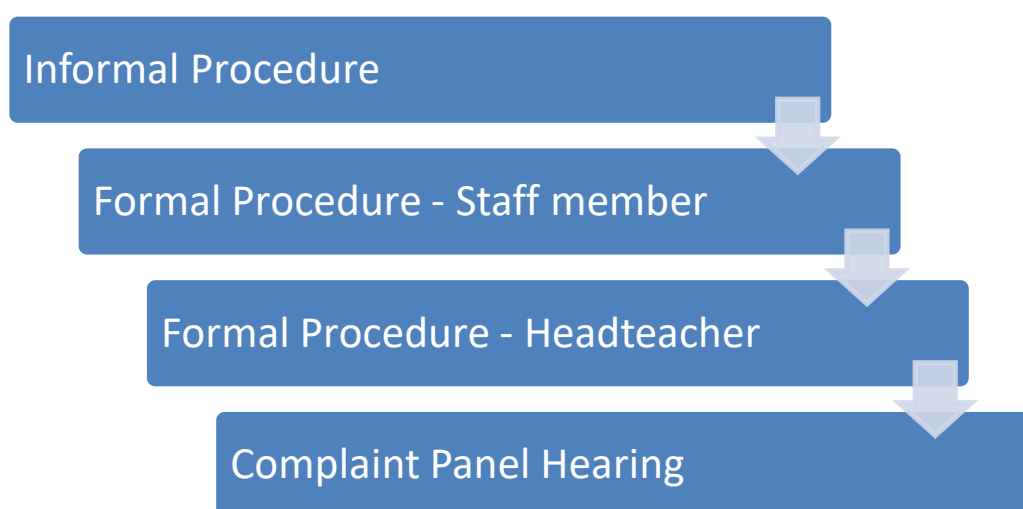 Informal Procedure
Formal Procedure - Staff member
Formal Procedure - Headteacher
Complaint Panel Hearing